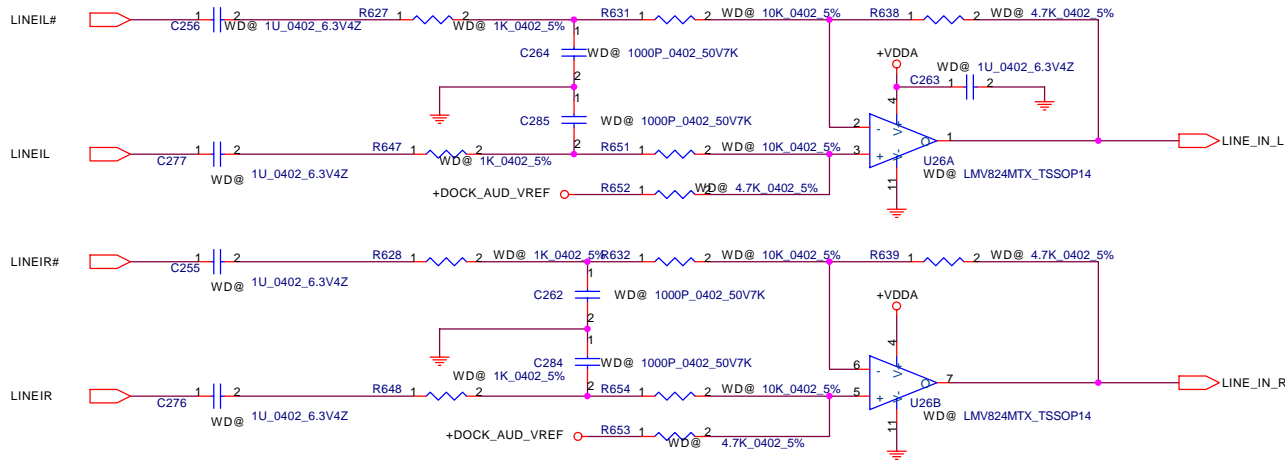 LINEIL#
1 2
C256
WD@ 1U_0402_6.3V4Z
R627 1 2
WD@ 1K_0402_5%
R631 1 2
WD@ 10K_0402_5%
R638 1 2
WD@ 4.7K_0402_5%
1
C264
WD@ 1000P_0402_50V7K
2
+VDDA
WD@ 1U_0402_6.3V4Z
C263
1 2
4
1
C285
WD@ 1000P_0402_50V7K
2
2 - V+
O 1
3 + V-
11
U26A
WD@ LMV824MTX_TSSOP14
LINE_IN_L
LINEIL
1 2
C277
WD@ 1U_0402_6.3V4Z
R647 1 2
WD@ 1K_0402_5%
R651 1 2
WD@ 10K_0402_5%
+DOCK_AUD_VREF
R652 1 2
WD@ 4.7K_0402_5%
LINEIR#
1 2
C255
WD@ 1U_0402_6.3V4Z
R628 1 2
WD@ 1K_0402_5%
R632 1 2
WD@ 10K_0402_5%
R639 1 2
WD@ 4.7K_0402_5%
1
C262
WD@ 1000P_0402_50V7K
2
+VDDA
4
1
C284
WD@ 1000P_0402_50V7K
2
6 - V+
O 7
5 + V-
11
U26B
WD@ LMV824MTX_TSSOP14
LINE_IN_R
LINEIR
1 2
C276
WD@ 1U_0402_6.3V4Z
R648 1 2
WD@ 1K_0402_5%
R654 1 2
WD@ 10K_0402_5%
+DOCK_AUD_VREF
R653 1 2
WD@ 4.7K_0402_5%